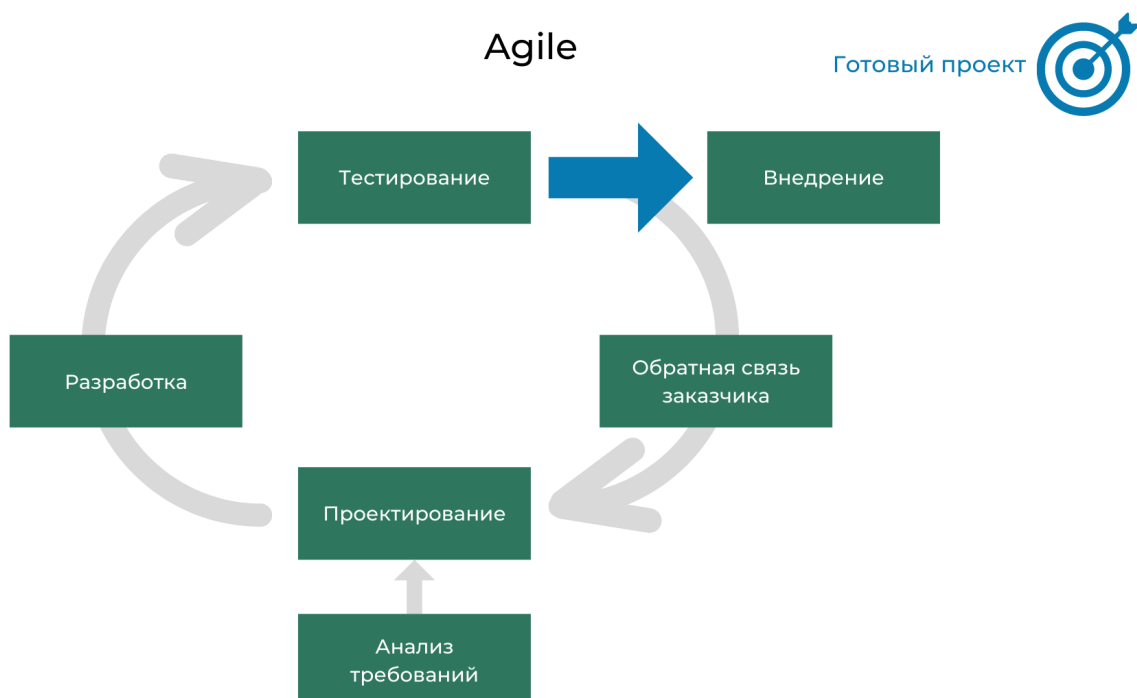 Agile
Готовый проект
Тестирование
Внедрение
Разработка
Обратная связь
заказчика
Проектирование
Анализ
требований